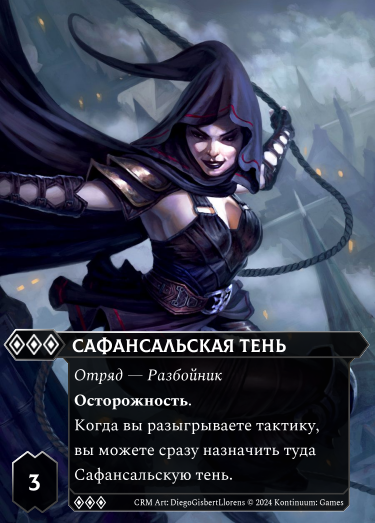 САФАНСАЛЬСКАЯ ТЕНЬ
Отряд — Разбойник
Осторожность.
Когда вы разыгрываете тактику,
вы можете сразу назначить туда
Сафансальскую тень.
3
CRM Art: DiegoGisbertLlorens © 2024 Kontinuum: Games